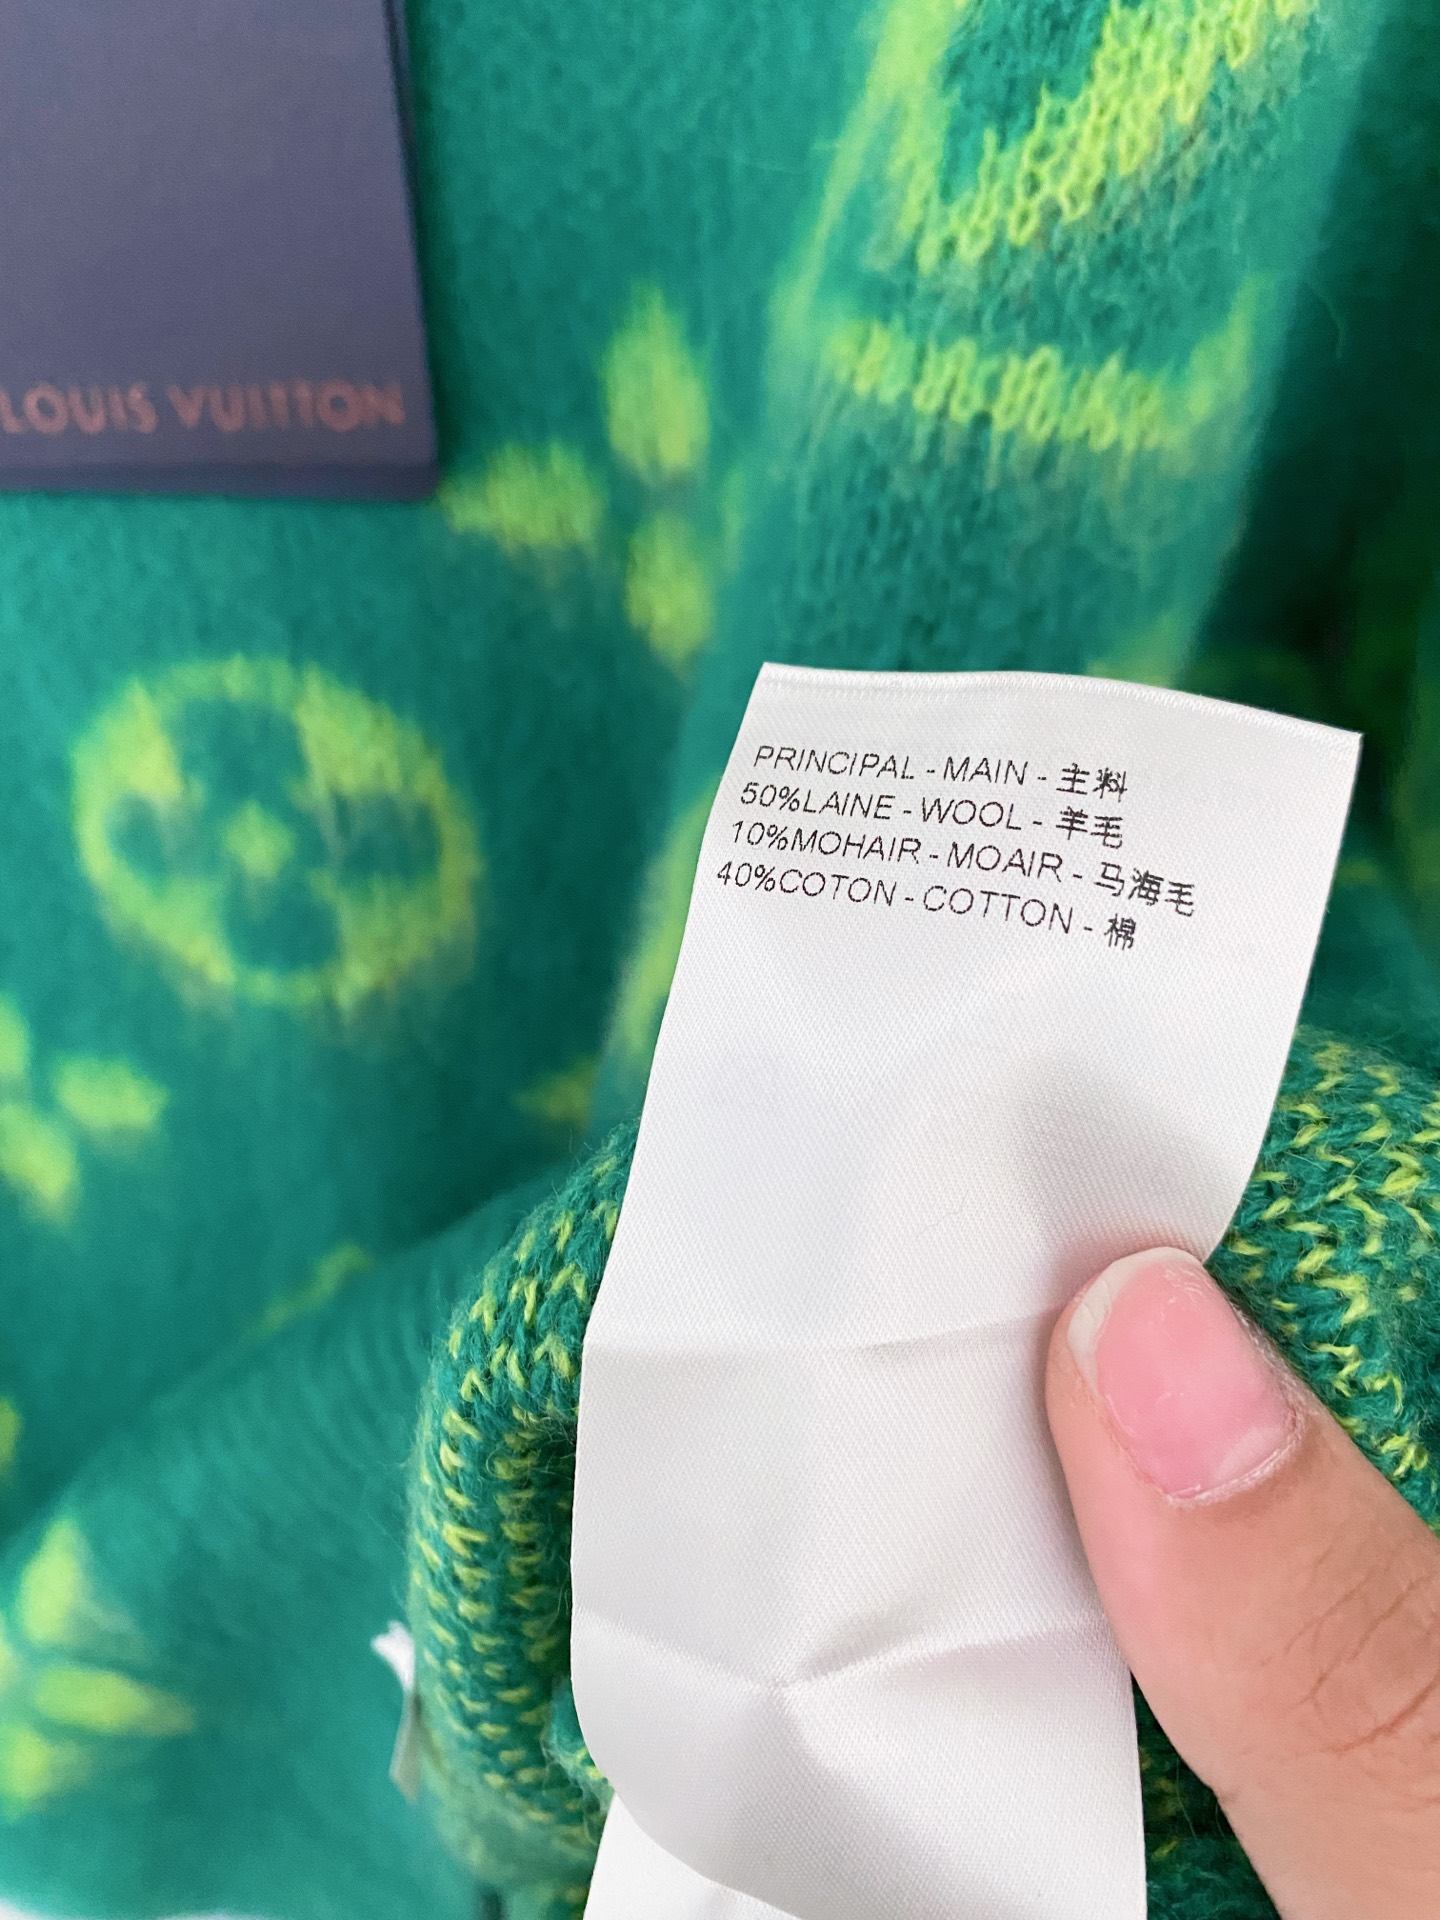 LOUIS VUITTON
PRINCIPAL - MAIN - 主料
50%LAINE - WOOL - 羊毛
10%MOHAIR - MOAIR - 马海毛
40%COTON - COTTON - 棉